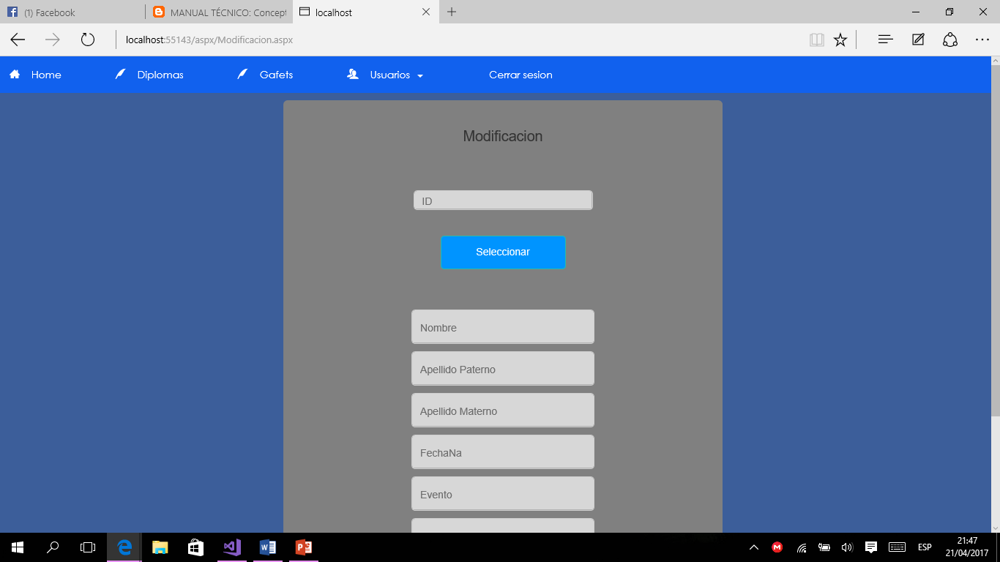 (1) Facebook
MANUAL TÉCNICO: Concept
localhost
localhost:55143/aspx/Modificacion.aspx
Home
Diplomas
Gafets
Usuarios
Cerrar sesion
Modificacion
ID
Seleccionar
Nombre
Apellido Paterno
Apellido Materno
FechaNa
Evento
ESP
21:47
21/04/2017